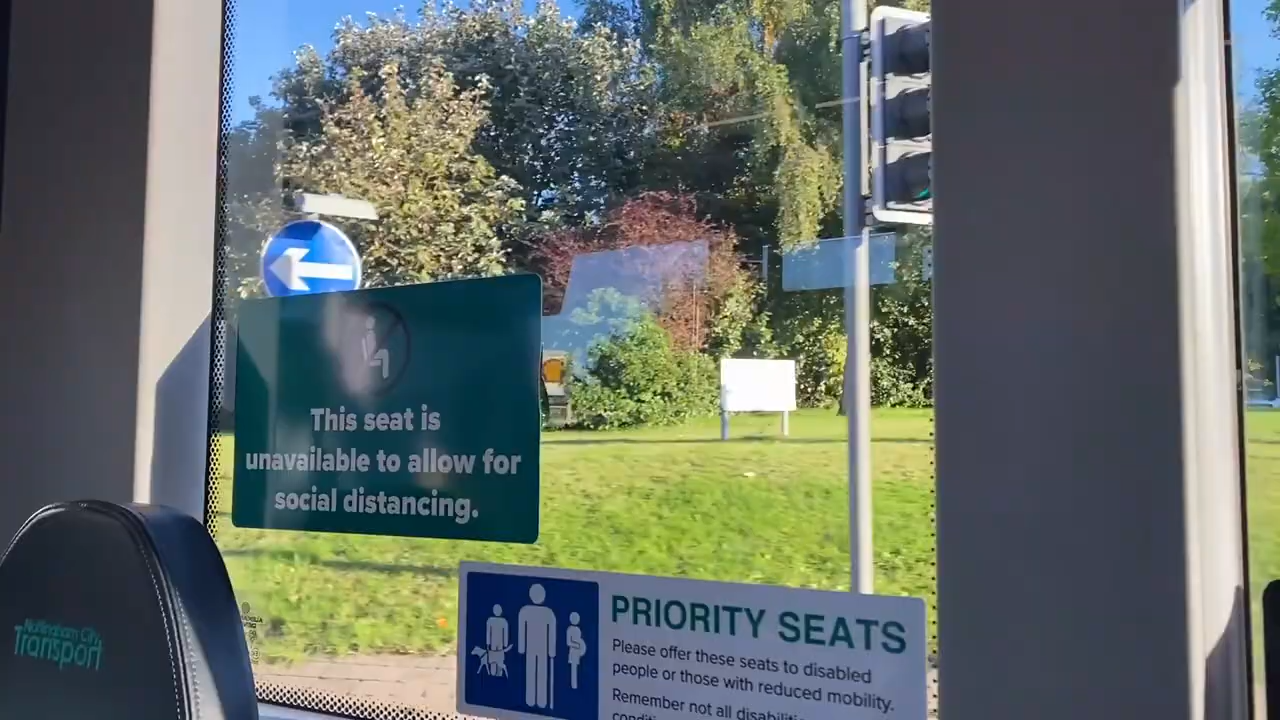 This seat is
unavailable to allow for
social distancing.
Nottingham City
Transport
PRIORITY SEATS
Please offer these seats to disabled
people or those with reduced mobility.
Remember not all